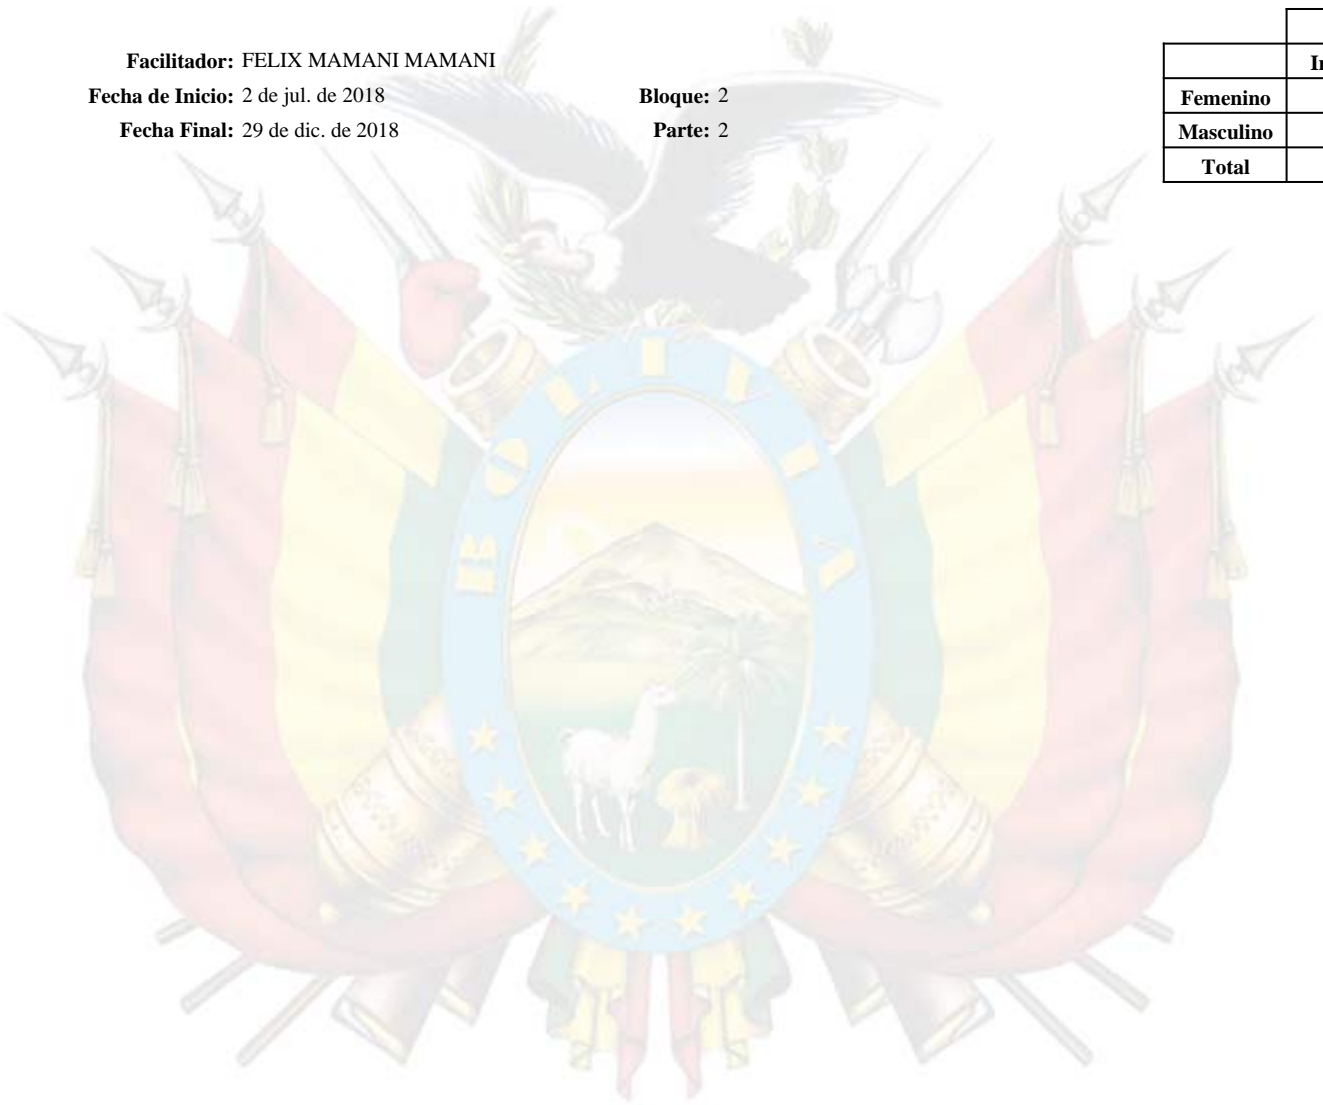 Facilitador: FELIX MAMANI MAMANI
Fecha de Inicio: 2 de jul. de 2018
Bloque: 2
Fecha Final: 29 de dic. de 2018
Parte: 2
Femenino
Masculino
Total
BOLIVIA